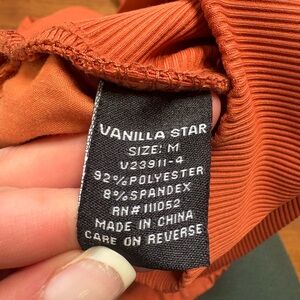 VANILLA STAR
SIZE: M
V23911-4
92%POLYESTER
8%SPANDEX
RN#111052
MADE IN CHINA
CARE ON REVERSE